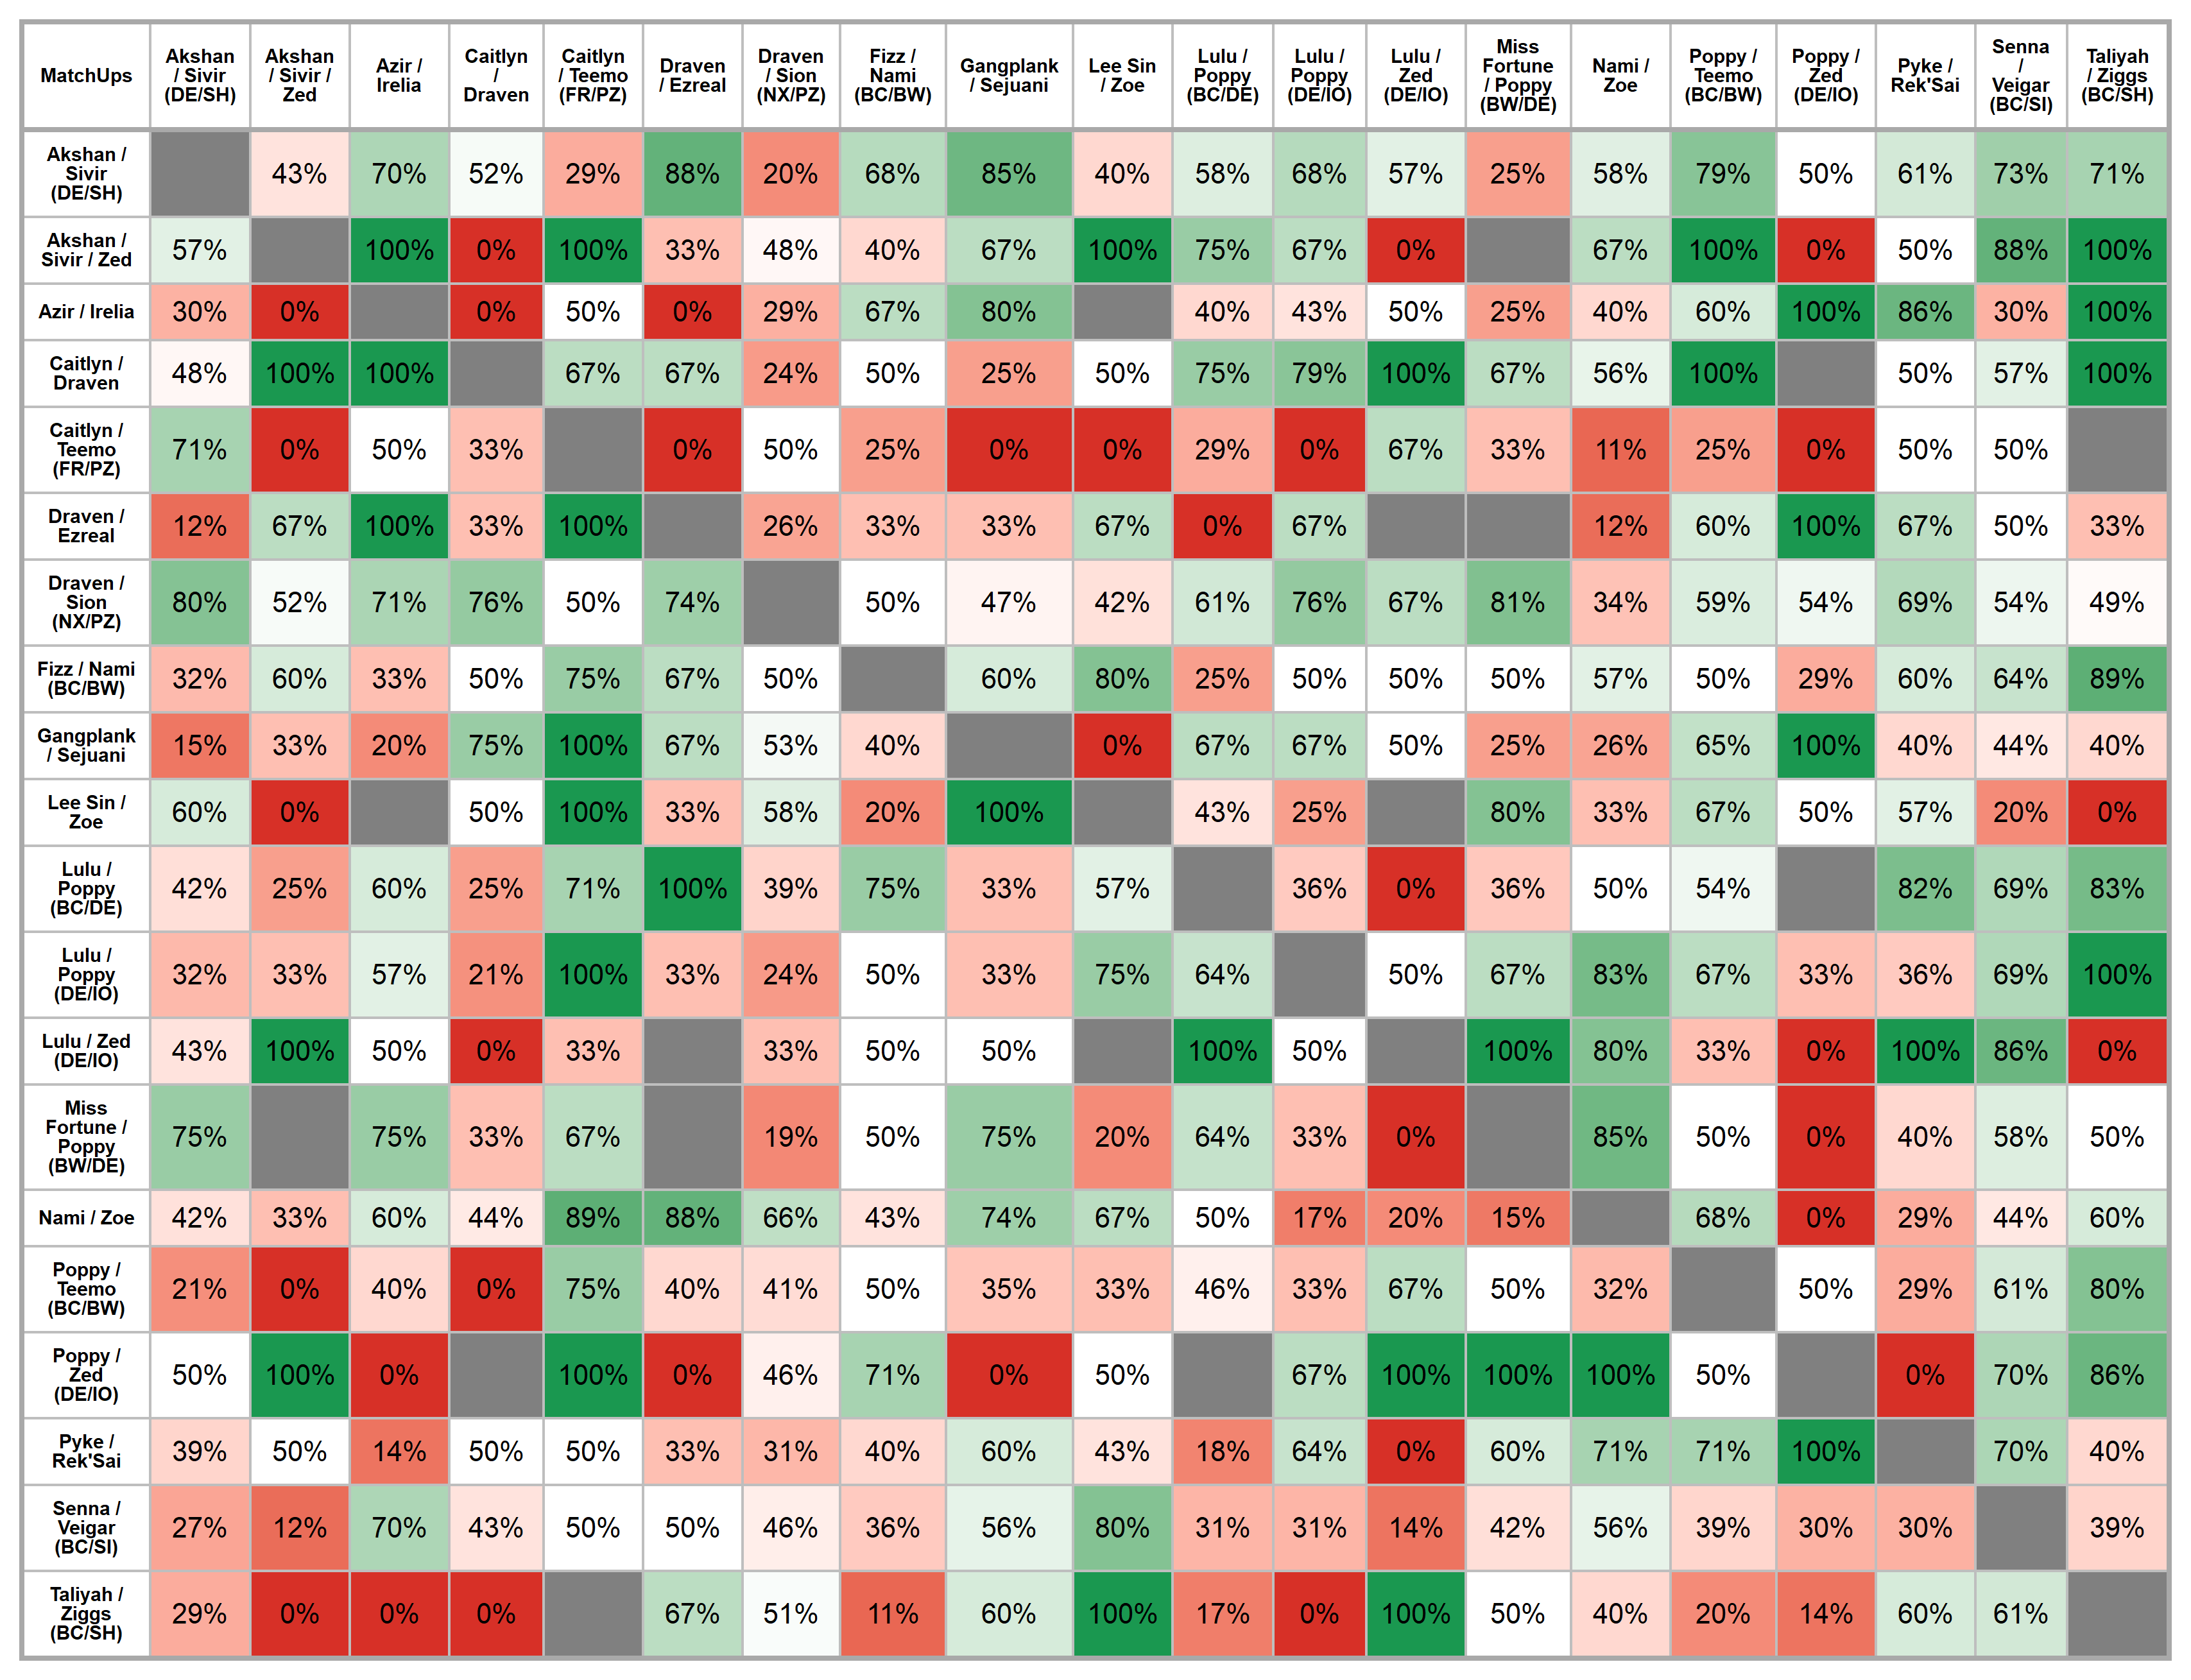 MatchUps Akshan / Sivir (DE/SH) Akshan / Sivir / Zed Azir / Irelia Caitlyn / Draven Caitlyn / Teemo (FR/PZ) Draven / Ezreal Draven / Sion (NX/PZ) Fizz / Nami (BC/BW) Gangplank / Sejuani Lee Sin / Zoe Lulu / Poppy (BC/DE) Lulu / Poppy (DE/IO) Lulu / Zed (DE/IO) Miss Fortune / Poppy (BW/DE) Nami / Zoe Poppy / Teemo (BC/BW) Poppy / Zed (DE/IO) Pyke / Rek'Sai Senna / Veigar (BC/SI) Taliyah / Ziggs (BC/SH)
Akshan / Sivir (DE/SH) 43% 70% 52% 29% 88% 20% 68% 85% 40% 58% 68% 57% 25% 58% 79% 50% 61% 73% 71%
Akshan / Sivir / Zed 57% 100% 0% 100% 33% 48% 40% 67% 100% 75% 67% 0% 67% 100% 0% 50% 88% 100%
Azir / Irelia 30% 0% 0% 50% 0% 29% 67% 80% 40% 43% 50% 25% 40% 60% 100% 86% 30% 100%
Caitlyn / Draven 48% 100% 100% 67% 67% 24% 50% 25% 50% 75% 79% 100% 67% 56% 100% 50% 57% 100%
Caitlyn / Teemo (FR/PZ) 71% 0% 50% 33% 0% 50% 25% 0% 0% 29% 0% 67% 33% 11% 25% 0% 50% 50%
Draven / Ezreal 12% 67% 100% 33% 100% 26% 33% 33% 67% 0% 67% 12% 60% 100% 67% 50% 33%
Draven / Sion (NX/PZ) 80% 52% 71% 76% 50% 74% 50% 47% 42% 61% 76% 67% 81% 34% 59% 54% 69% 54% 49%
Fizz / Nami (BC/BW) 32% 60% 33% 50% 75% 67% 50% 60% 80% 25% 50% 50% 50% 57% 50% 29% 60% 64% 89%
Gangplank / Sejuani 15% 33% 20% 75% 100% 67% 53% 40% 0% 67% 67% 50% 25% 26% 65% 100% 40% 44% 40%
Lee Sin / Zoe 60% 0% 50% 100% 33% 58% 20% 100% 43% 25% 80% 33% 67% 50% 57% 20% 0%
Lulu / Poppy (BC/DE) 42% 25% 60% 25% 71% 100% 39% 75% 33% 57% 36% 0% 36% 50% 54% 82% 69% 83%
Lulu / Poppy (DE/IO) 32% 33% 57% 21% 100% 33% 24% 50% 33% 75% 64% 50% 67% 83% 67% 33% 36% 69% 100%
Lulu / Zed (DE/IO) 43% 100% 50% 0% 33% 33% 50% 50% 100% 50% 100% 80% 33% 0% 100% 86% 0%
Miss Fortune / Poppy (BW/DE) 75% 75% 33% 67% 19% 50% 75% 20% 64% 33% 0% 85% 50% 0% 40% 58% 50%
Nami / Zoe 42% 33% 60% 44% 89% 88% 66% 43% 74% 67% 50% 17% 20% 15% 68% 0% 29% 44% 60%
Poppy / Teemo (BC/BW) 21% 0% 40% 0% 75% 40% 41% 50% 35% 33% 46% 33% 67% 50% 32% 50% 29% 61% 80%
Poppy / Zed (DE/IO) 50% 100% 0% 100% 0% 46% 71% 0% 50% 67% 100% 100% 100% 50% 0% 70% 86%
Pyke / Rek'Sai 39% 50% 14% 50% 50% 33% 31% 40% 60% 43% 18% 64% 0% 60% 71% 71% 100% 70% 40%
Senna / Veigar (BC/SI) 27% 12% 70% 43% 50% 50% 46% 36% 56% 80% 31% 31% 14% 42% 56% 39% 30% 30% 39%
Taliyah / Ziggs (BC/SH) 29% 0% 0% 0% 67% 51% 11% 60% 100% 17% 0% 100% 50% 40% 20% 14% 60% 61%